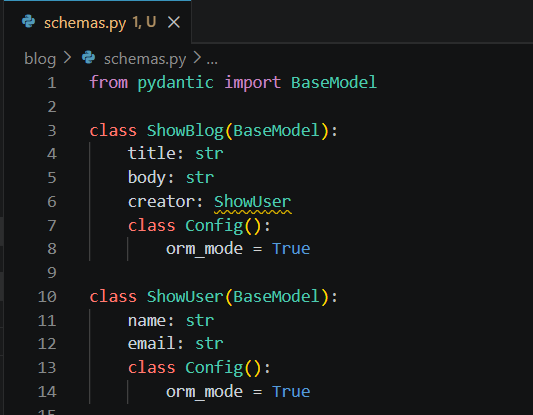 schemas.py 1, U ×
blog > schemas.py > ...
1 from pydantic import BaseModel
2
3 class ShowBlog(BaseModel):
4 title: str
5 body: str
6 creator: ShowUser
7 class Config():
8 orm_mode = True
9
10 class ShowUser(BaseModel):
11 name: str
12 email: str
13 class Config():
14 orm_mode = True
15